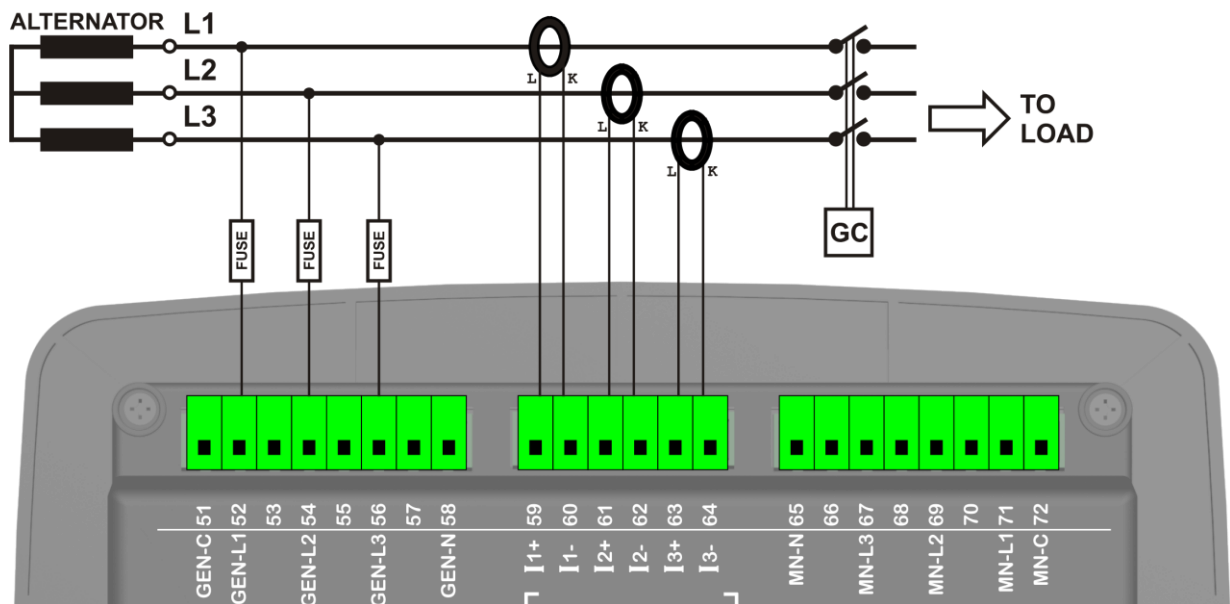 ALTERNATOR
L1
L2
L3
L K
L K
L K
TO
LOAD
GC
FUSE
FUSE
FUSE
GEN-C 51
GEN-L1 52
53
GEN-L2 54
55
GEN-L3 56
57
GEN-N 58
I1+ 59
I1- 60
I2+ 61
I2- 62
I3+ 63
I3- 64
MN-N 65
66
MN-L3 67
68
MN-L2 69
70
MN-L1 71
MN-C 72